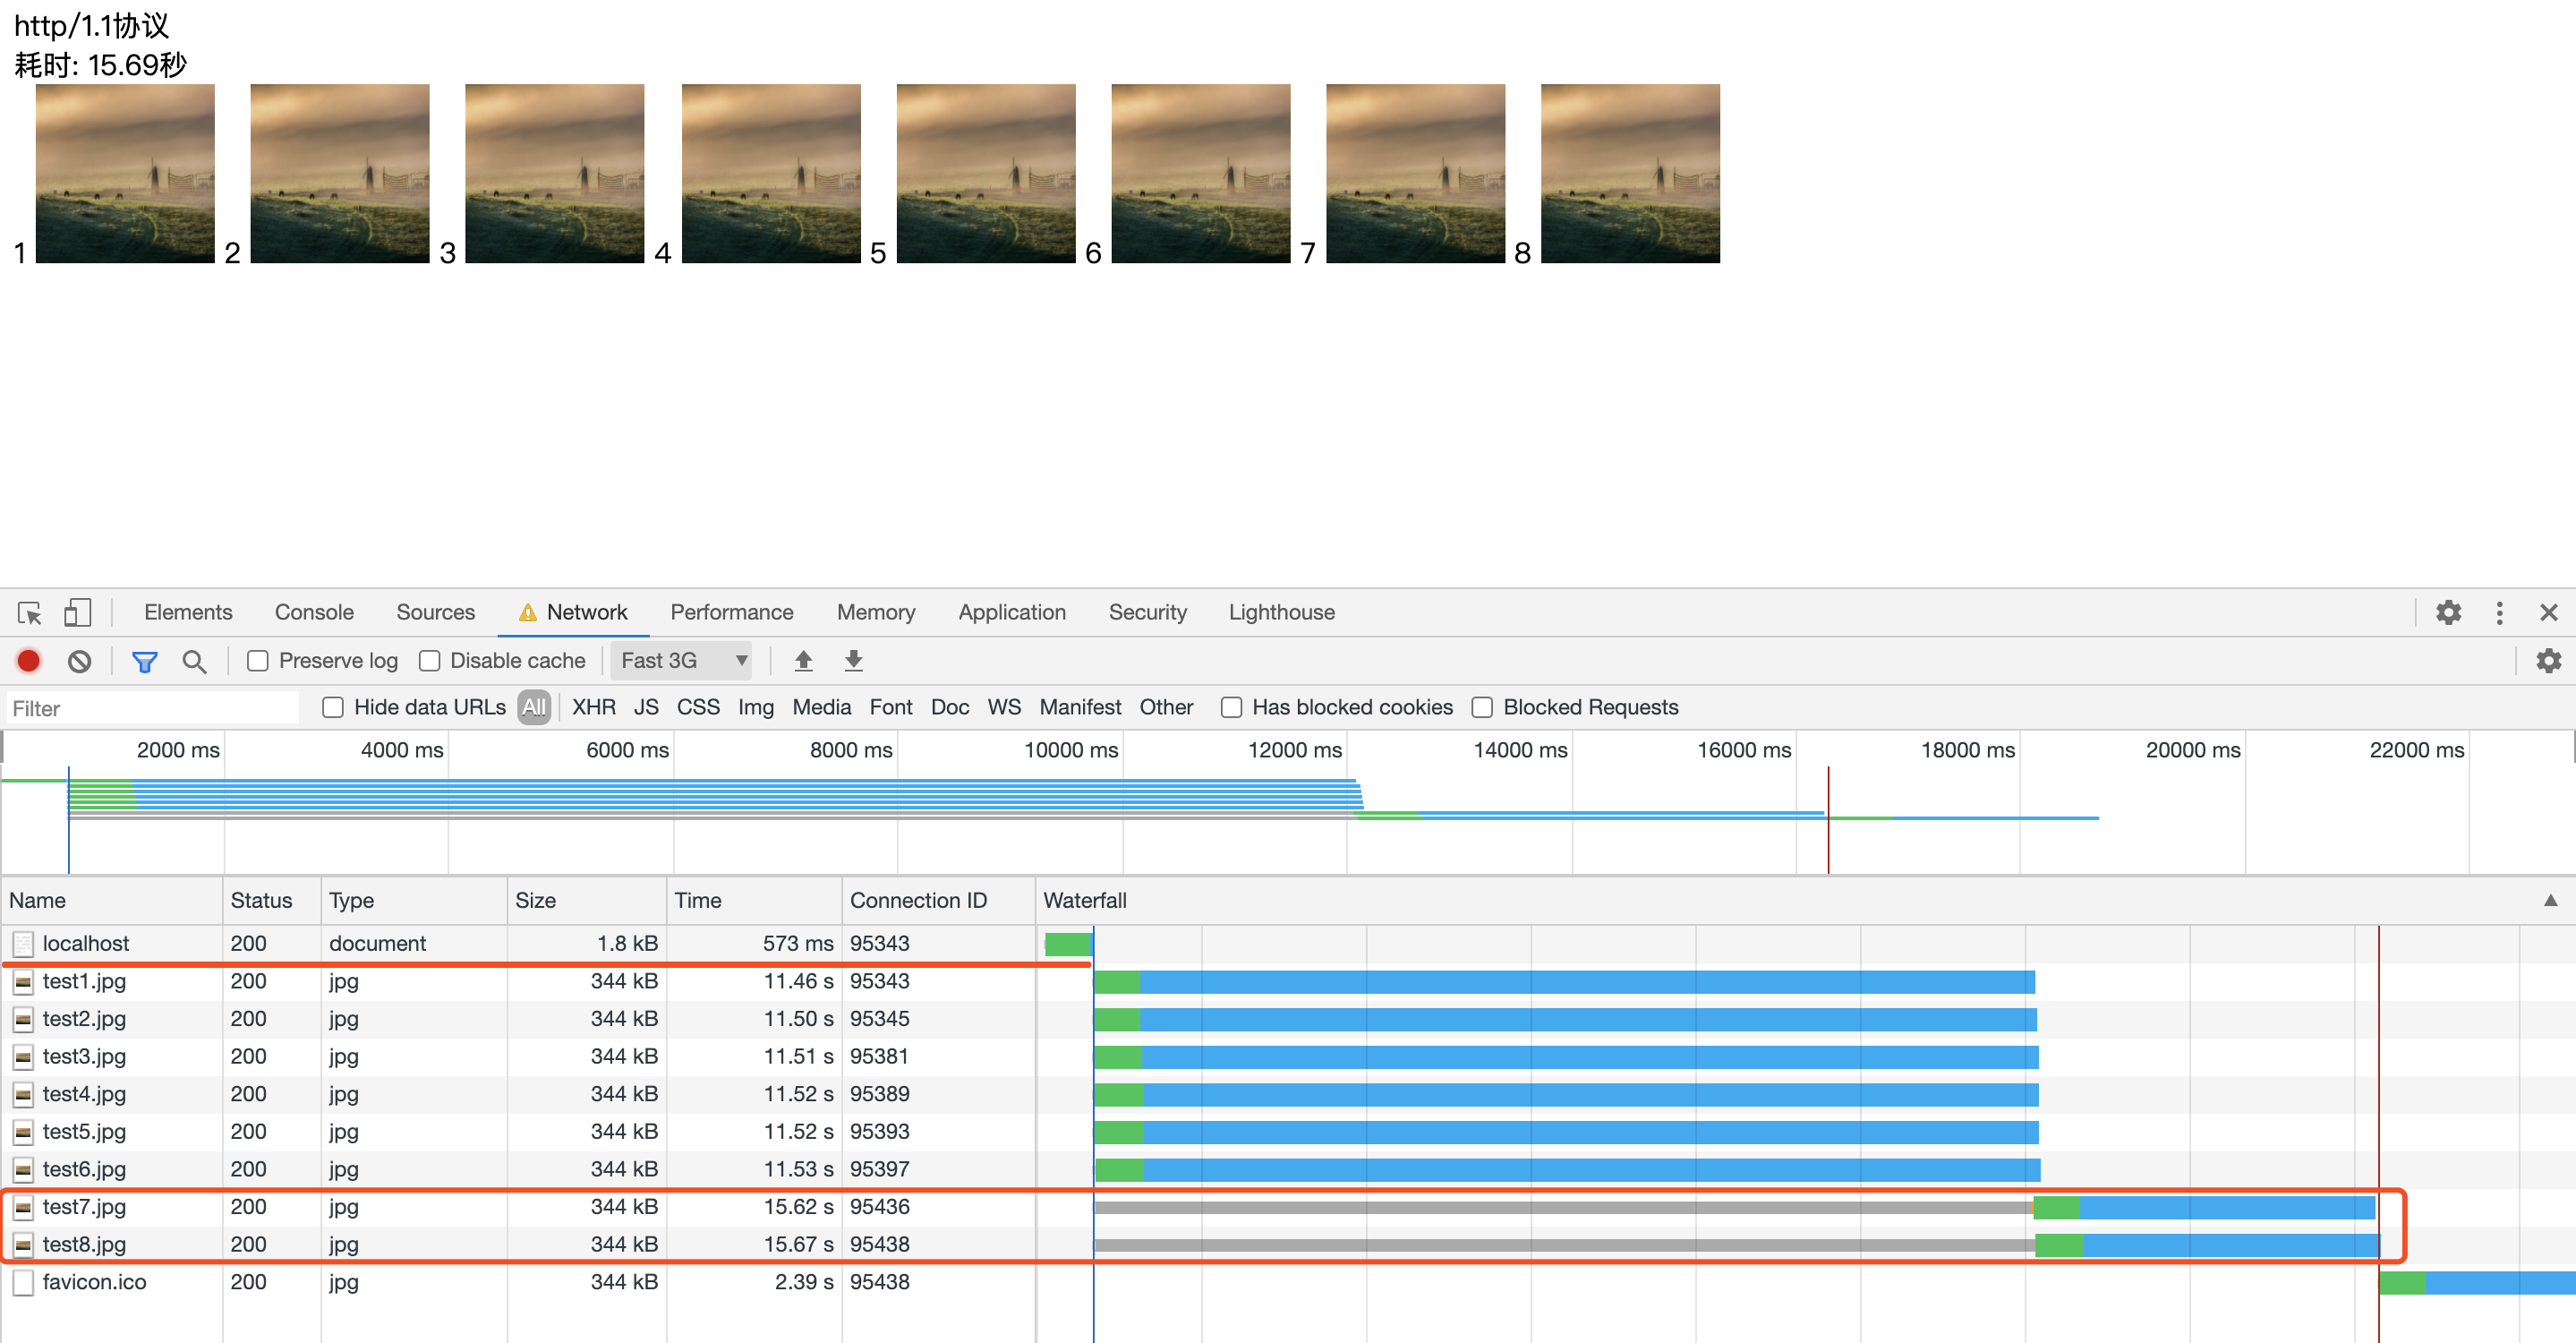 http/1.1协议
耗时: 15.69秒
1 2 3 4 5 6 7 8
Elements Console Sources Network Performance Memory Application Security Lighthouse
Preserve log Disable cache Fast 3G
Filter Hide data URLs All XHR JS CSS Img Media Font Doc WS Manifest Other Has blocked cookies Blocked Requests
2000 ms 4000 ms 6000 ms 8000 ms 10000 ms 12000 ms 14000 ms 16000 ms 18000 ms 20000 ms 22000 ms
Name Status Type Size Time Connection ID Waterfall
localhost 200 document 1.8 kB 573 ms 95343
test1.jpg 200 jpg 344 kB 11.46 s 95343
test2.jpg 200 jpg 344 kB 11.50 s 95345
test3.jpg 200 jpg 344 kB 11.51 s 95381
test4.jpg 200 jpg 344 kB 11.52 s 95389
test5.jpg 200 jpg 344 kB 11.52 s 95393
test6.jpg 200 jpg 344 kB 11.53 s 95397
test7.jpg 200 jpg 344 kB 15.62 s 95436
test8.jpg 200 jpg 344 kB 15.67 s 95438
favicon.ico 200 jpg 344 kB 2.39 s 95438